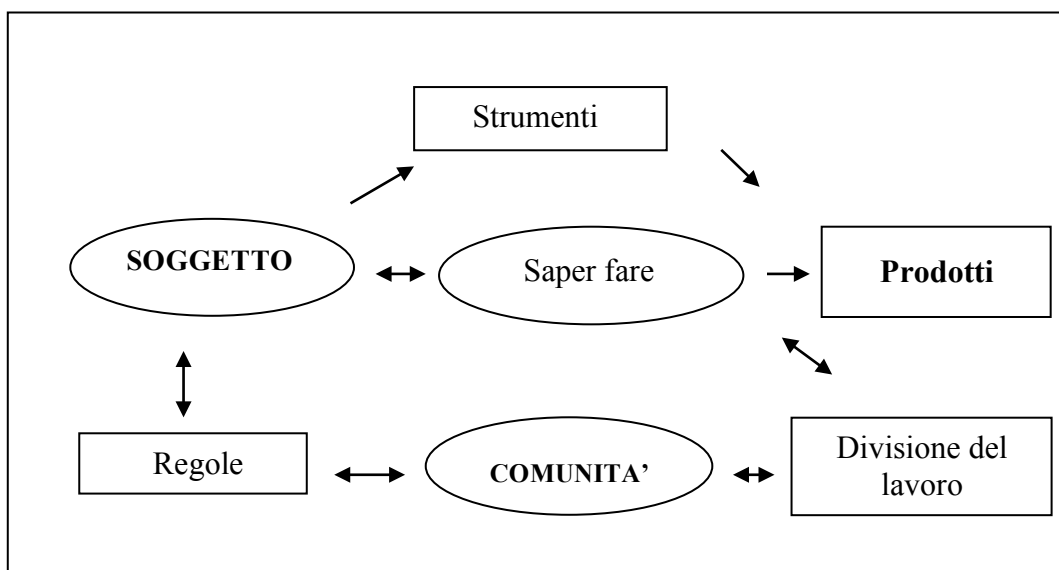 Strumenti
SOGGETTO
Saper fare
Prodotti
Regole
COMUNITA’
Divisione del
lavoro